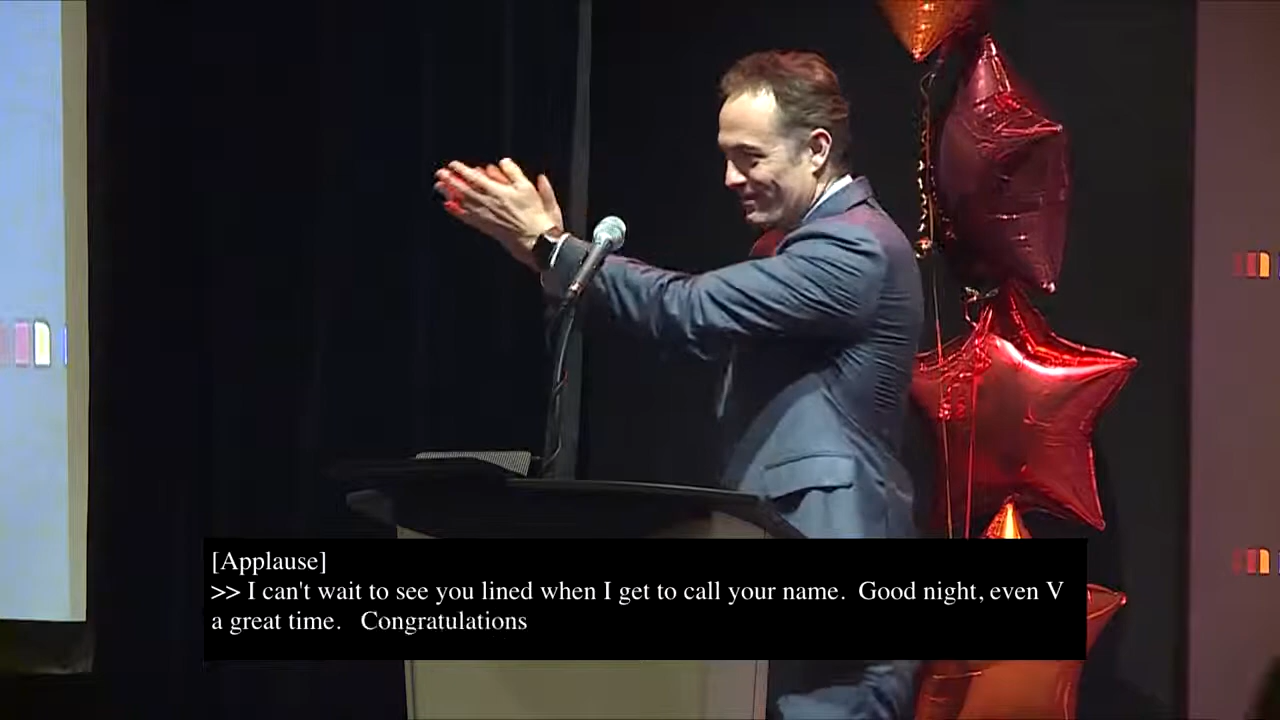 [Applause]
>> I can't wait to see you lined when I get to call your name.  Good night, even V
a great time.   Congratulations